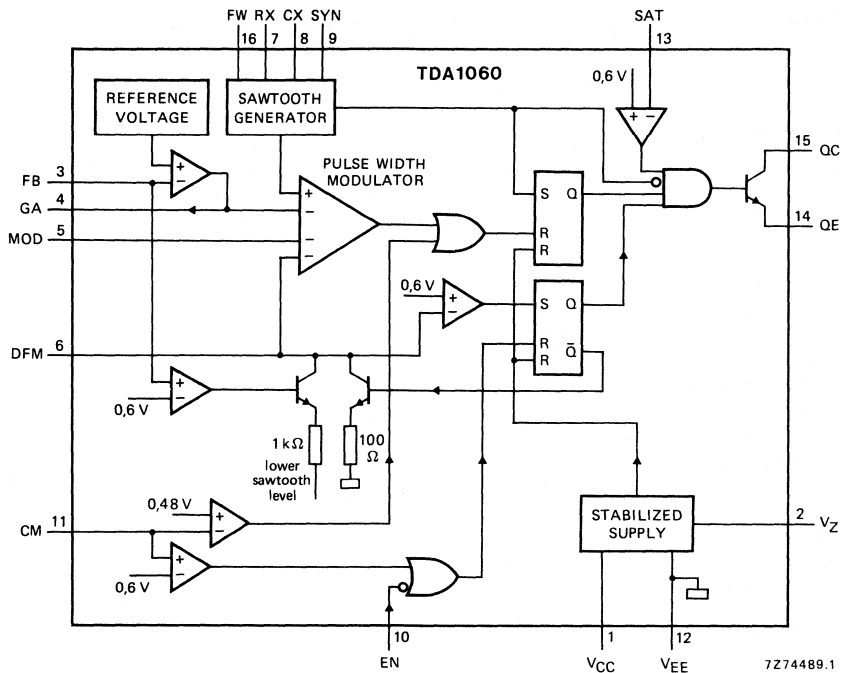 FW RX CX SYN
SAT
16 7 8 9
13
TDA1060
0,6 V
REFERENCE
VOLTAGE
SAWTOOTH
GENERATOR
+ −
15 QC
PULSE WIDTH
MODULATOR
+
−
FB 3
GA 4
S Q
+
−
MOD 5
−
−
R
R
14 QE
0,6 V
+
−
S Q
DFM 6
R Q̅
R
+
−
0,6 V
1 kΩ
100
Ω
lower
sawtooth
level
0,48 V
+
−
CM 11
STABILIZED
SUPPLY
2 VZ
+
−
0,6 V
10
1
12
EN
VCC
VEE
7Z74489.1